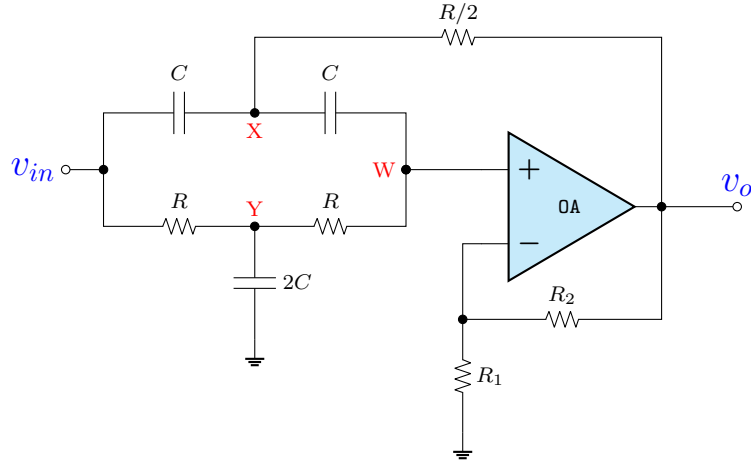 R/2
C
C
X
v_in
W
+
v_o
R
Y
R
OA
−
2C
R_2
R_1